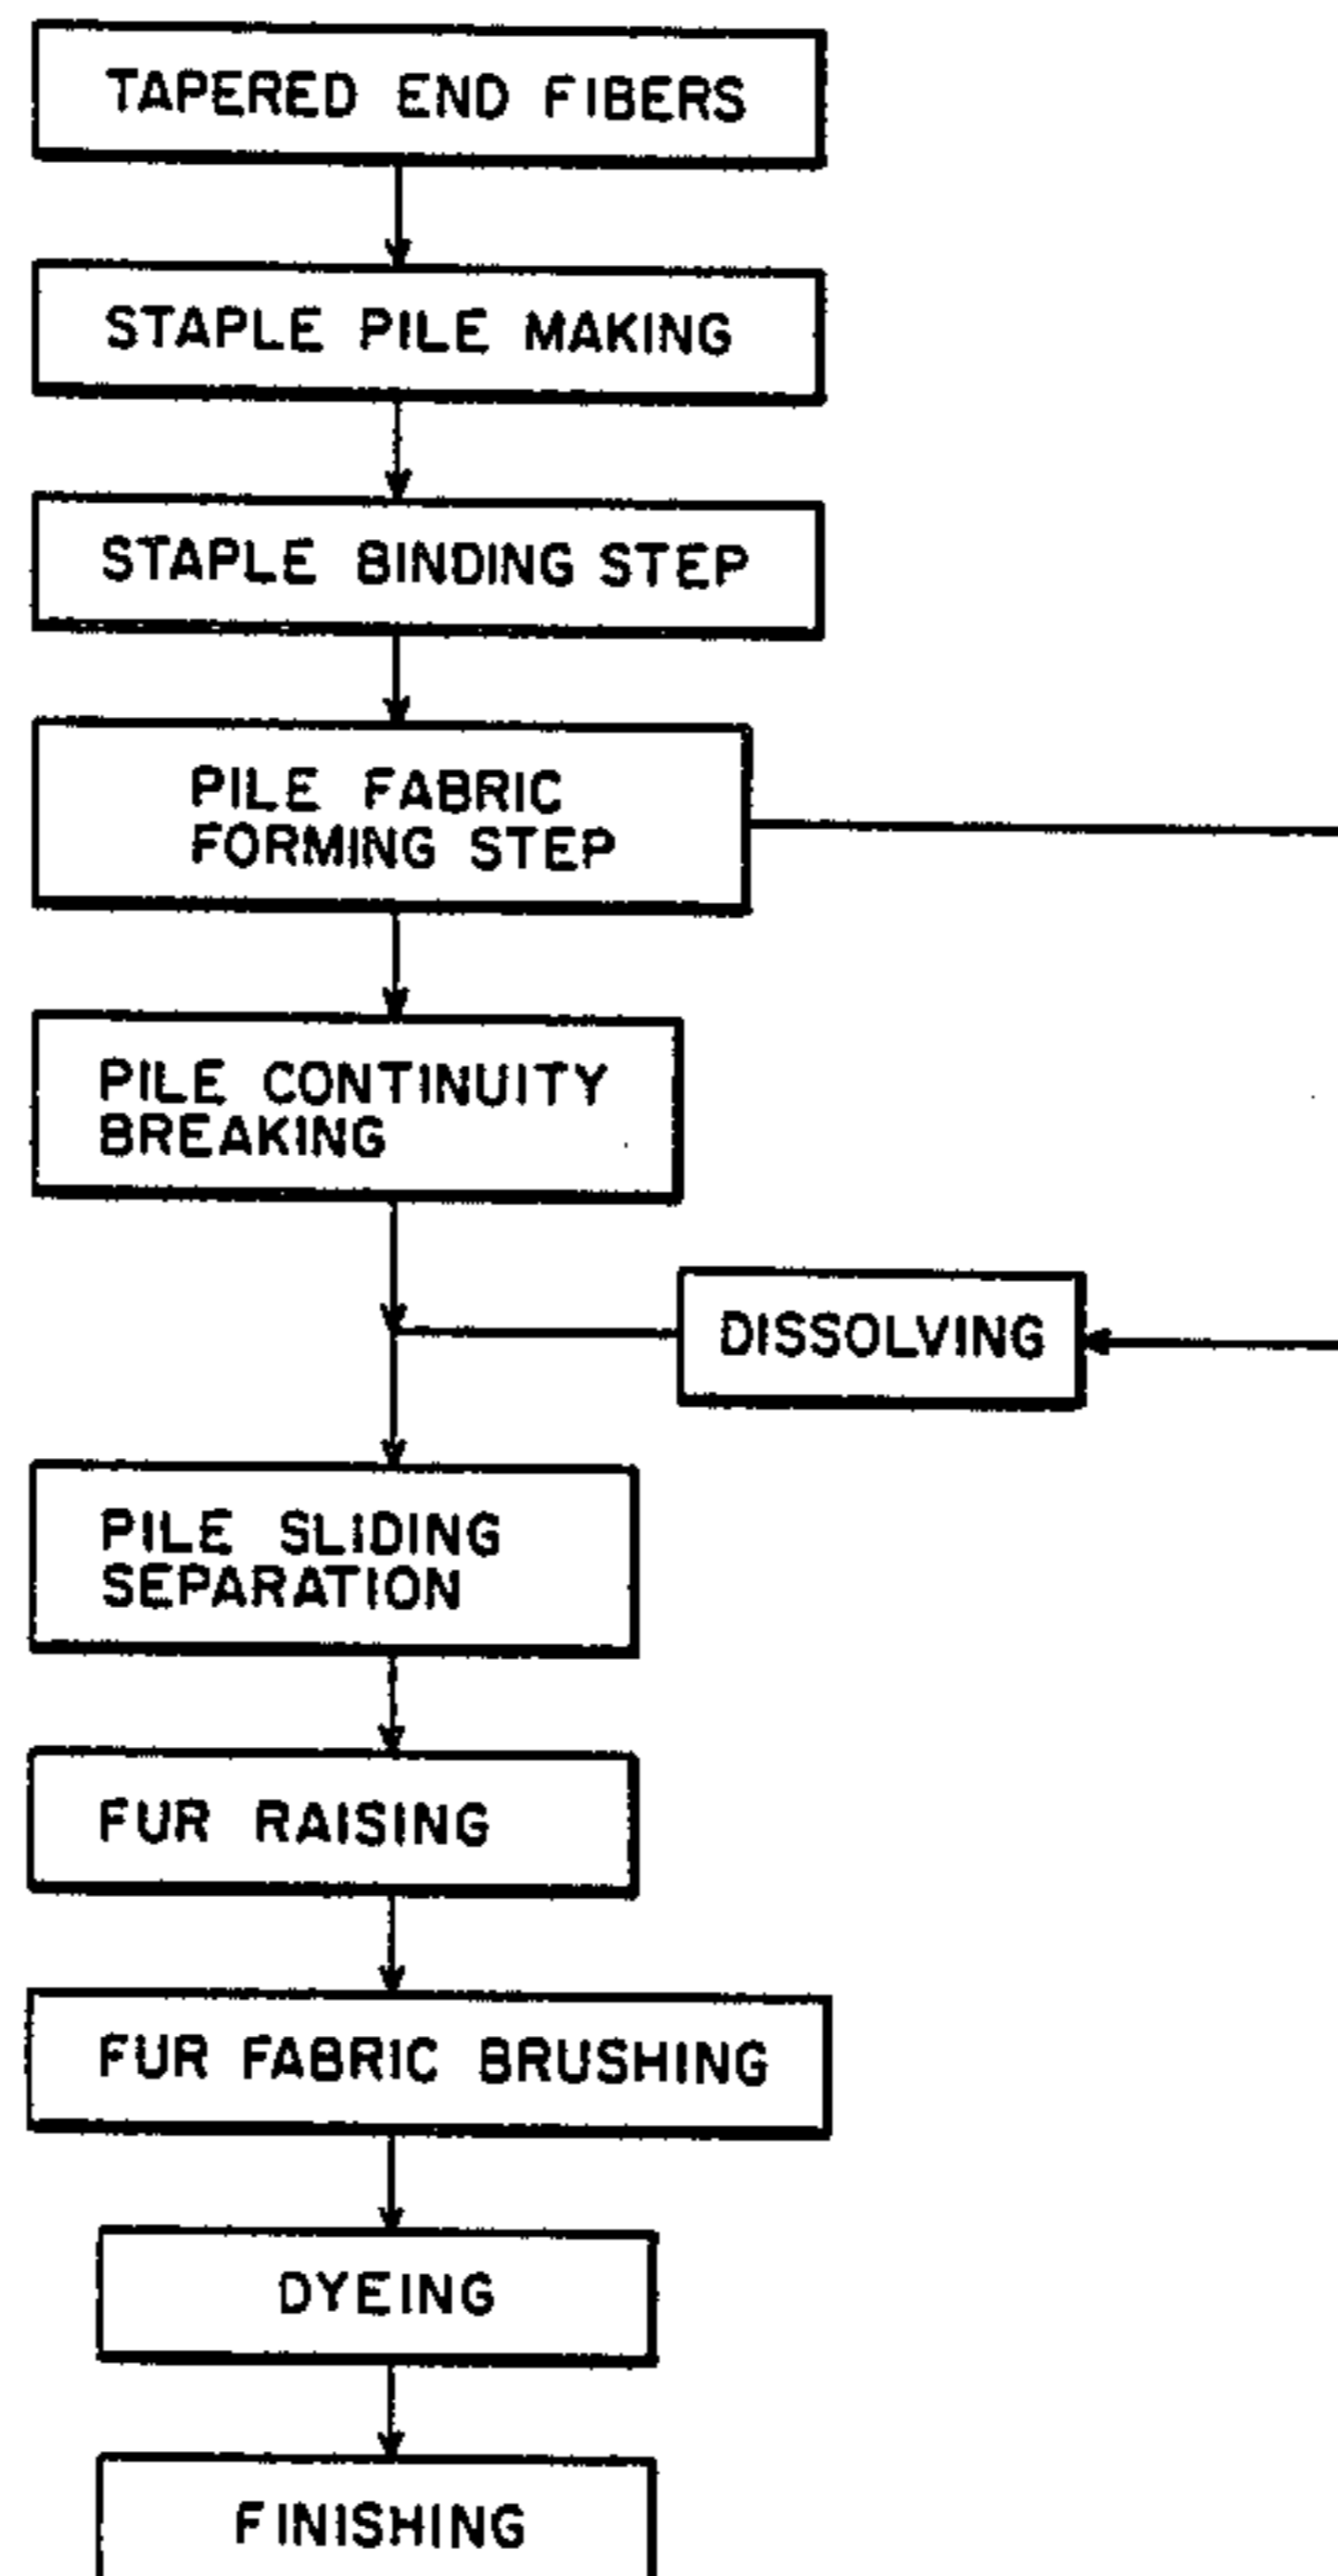 TAPERED END FIBERS
STAPLE PILE MAKING
STAPLE BINDING STEP
PILE FABRIC
FORMING STEP
PILE CONTINUITY
BREAKING
DISSOLVING
PILE SLIDING
SEPARATION
FUR RAISING
FUR FABRIC BRUSHING
DYEING
FINISHING